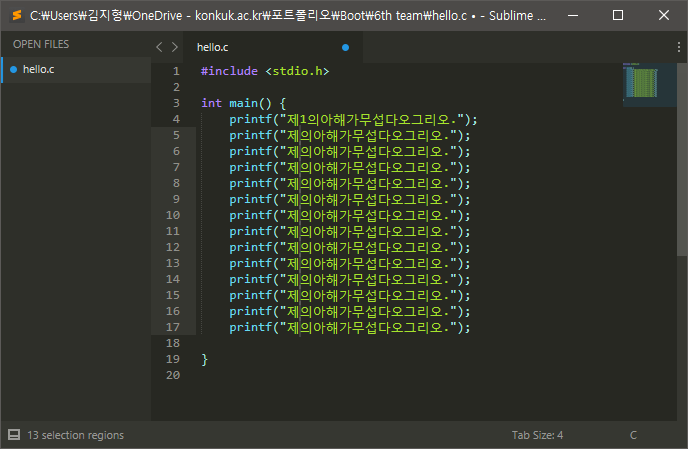 C:₩Users₩김지형₩OneDrive - konkuk.ac.kr₩포트폴리오₩Boot₩6th team₩hello.c • - Sublime ...
OPEN FILES
hello.c
hello.c
1 #include <stdio.h>
2
3 int main() {
4 printf("제1의아해가무섭다오그리오.");
5 printf("제의아해가무섭다오그리오.");
6 printf("제의아해가무섭다오그리오.");
7 printf("제의아해가무섭다오그리오.");
8 printf("제의아해가무섭다오그리오.");
9 printf("제의아해가무섭다오그리오.");
10 printf("제의아해가무섭다오그리오.");
11 printf("제의아해가무섭다오그리오.");
12 printf("제의아해가무섭다오그리오.");
13 printf("제의아해가무섭다오그리오.");
14 printf("제의아해가무섭다오그리오.");
15 printf("제의아해가무섭다오그리오.");
16 printf("제의아해가무섭다오그리오.");
17 printf("제의아해가무섭다오그리오.");
18
19 }
20
13 selection regions
Tab Size: 4
C